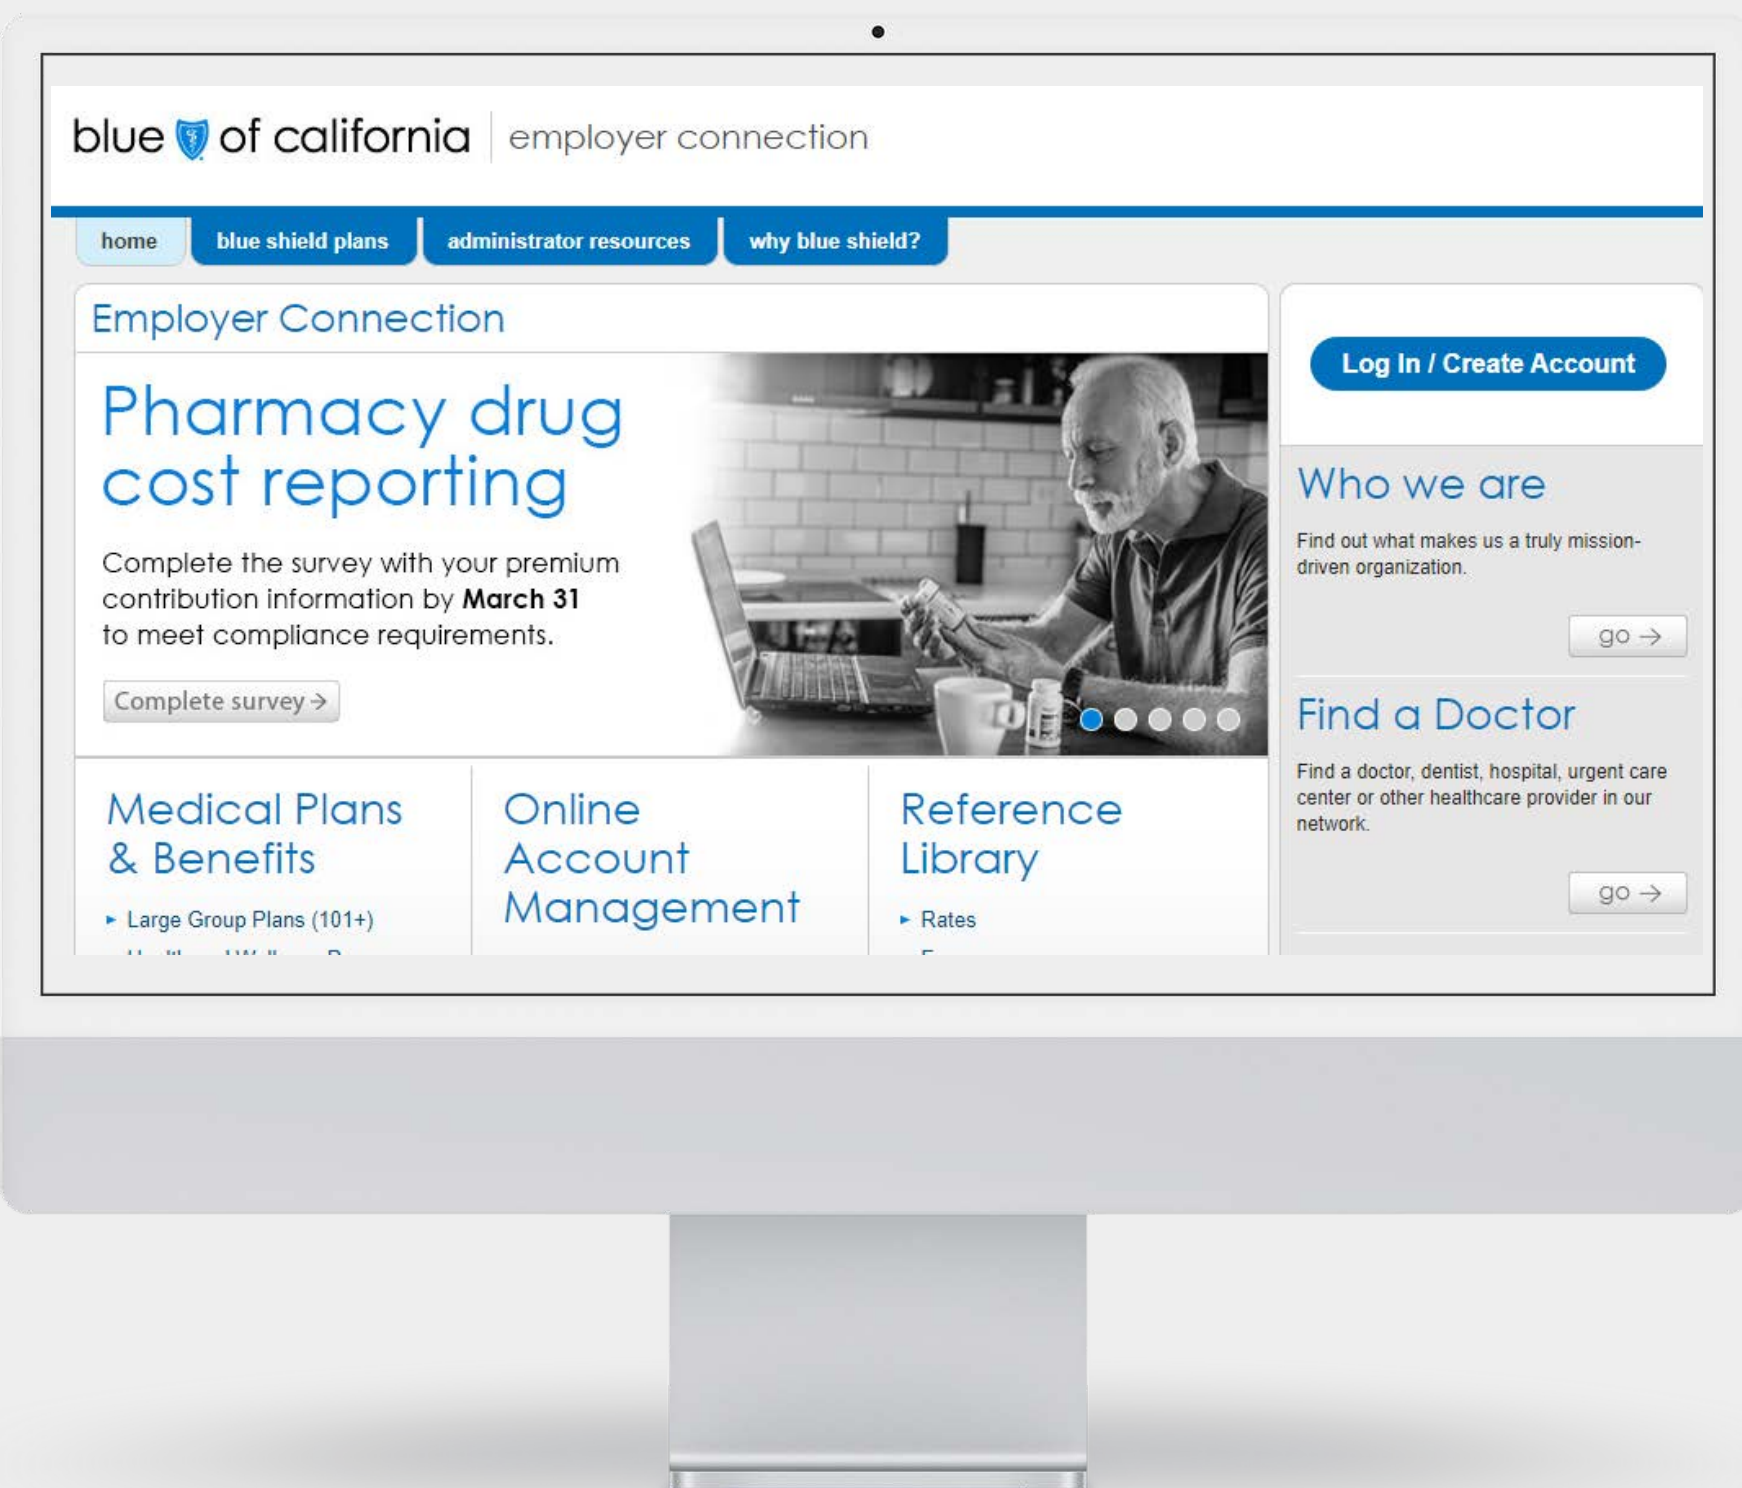 blue of california employer connection
home blue shield plans administrator resources why blue shield?
Employer Connection
Pharmacy drug
cost reporting
Complete the survey with your premium
contribution information by March 31
to meet compliance requirements.
Complete survey →
Log In / Create Account
Who we are
Find out what makes us a truly mission-
driven organization.
go →
Find a Doctor
Find a doctor, dentist, hospital, urgent care
center or other healthcare provider in our
network.
go →
Medical Plans
& Benefits
Large Group Plans (101+)
Online
Account
Management
Reference
Library
Rates